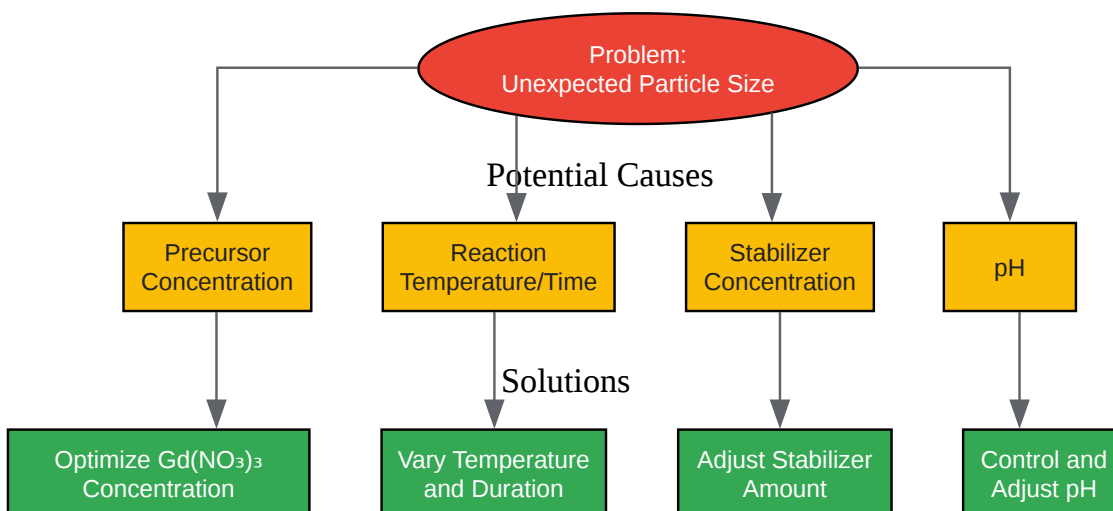 Problem:
Unexpected Particle Size
Potential Causes
Precursor
Concentration
Reaction
Temperature/Time
Stabilizer
Concentration
pH
Solutions
Optimize Gd(NO₃)₃
Concentration
Vary Temperature
and Duration
Adjust Stabilizer
Amount
Control and
Adjust pH